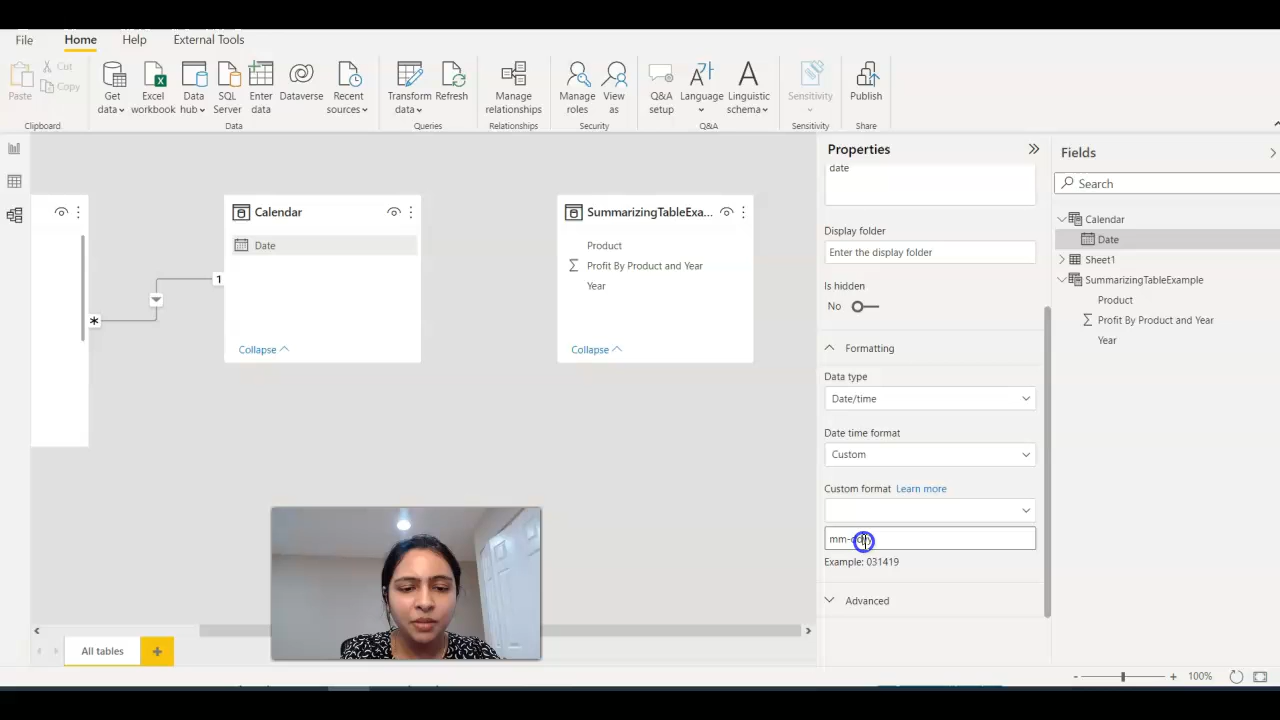 File Home Help External Tools
Paste Cut Copy
Get data Excel workbook Data hub SQL Server Enter data Dataverse Recent sources Transform data Refresh Manage relationships Manage roles View as Q&A setup Language Linguistic schema Sensitivity Publish
Clipboard Data Queries Relationships Security Q&A Sensitivity Share
Calendar
Date
Collapse
1
*
SummarizingTableExa...
Product
Profit By Product and Year
Year
Collapse
Properties
date
Display folder
Enter the display folder
Is hidden
No
Formatting
Data type
Date/time
Date time format
Custom
Custom format Learn more
Example: 031419
Advanced
Fields
Search
Calendar
Date
Sheet1
SummarizingTableExample
Product
Profit By Product and Year
Year
All tables +
- + 100%